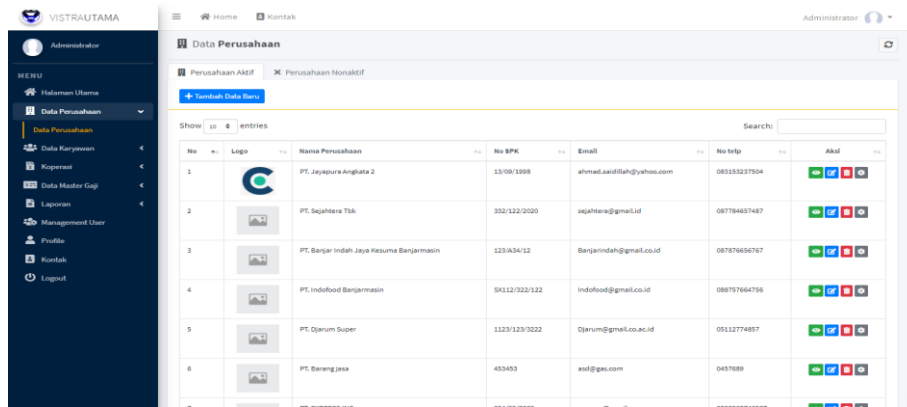 VISTRAUTAMA
Home Kontak
Administrator
Administrator
MENU
Halaman Utama
Data Perusahaan
Data Perusahaan
Data Karyawan
Koperasi
Data Master Gaji
Laporan
Management User
Profile
Kontak
Logout
Data Perusahaan
Perusahaan Aktif Perusahaan Nonaktif
Tambah Data Baru
Show 10 entries Search:
No Logo Nama Perusahaan No SPK Email No telp Aksi
1 PT. Jayapura Angkata 2 13/09/1998 ahmad.saidillah@yahoo.com 083153237504
2 PT. Sejahtera Tbk 332/122/2020 sejahtera@gmail.id 087784657487
3 PT. Banjar Indah Jaya Kesuma Banjarmasin 123/A34/12 Banjarindah@gmail.co.id 087876656767
4 PT. Indofood Banjarmasin SX112/322/122 Indofood@gmail.co.id 088757664756
5 PT. Djarum Super 1123/123/3222 Djarum@gmail.co.ac.id 05112774857
6 PT. Barang jasa 453453 asd@gas.com 0457689